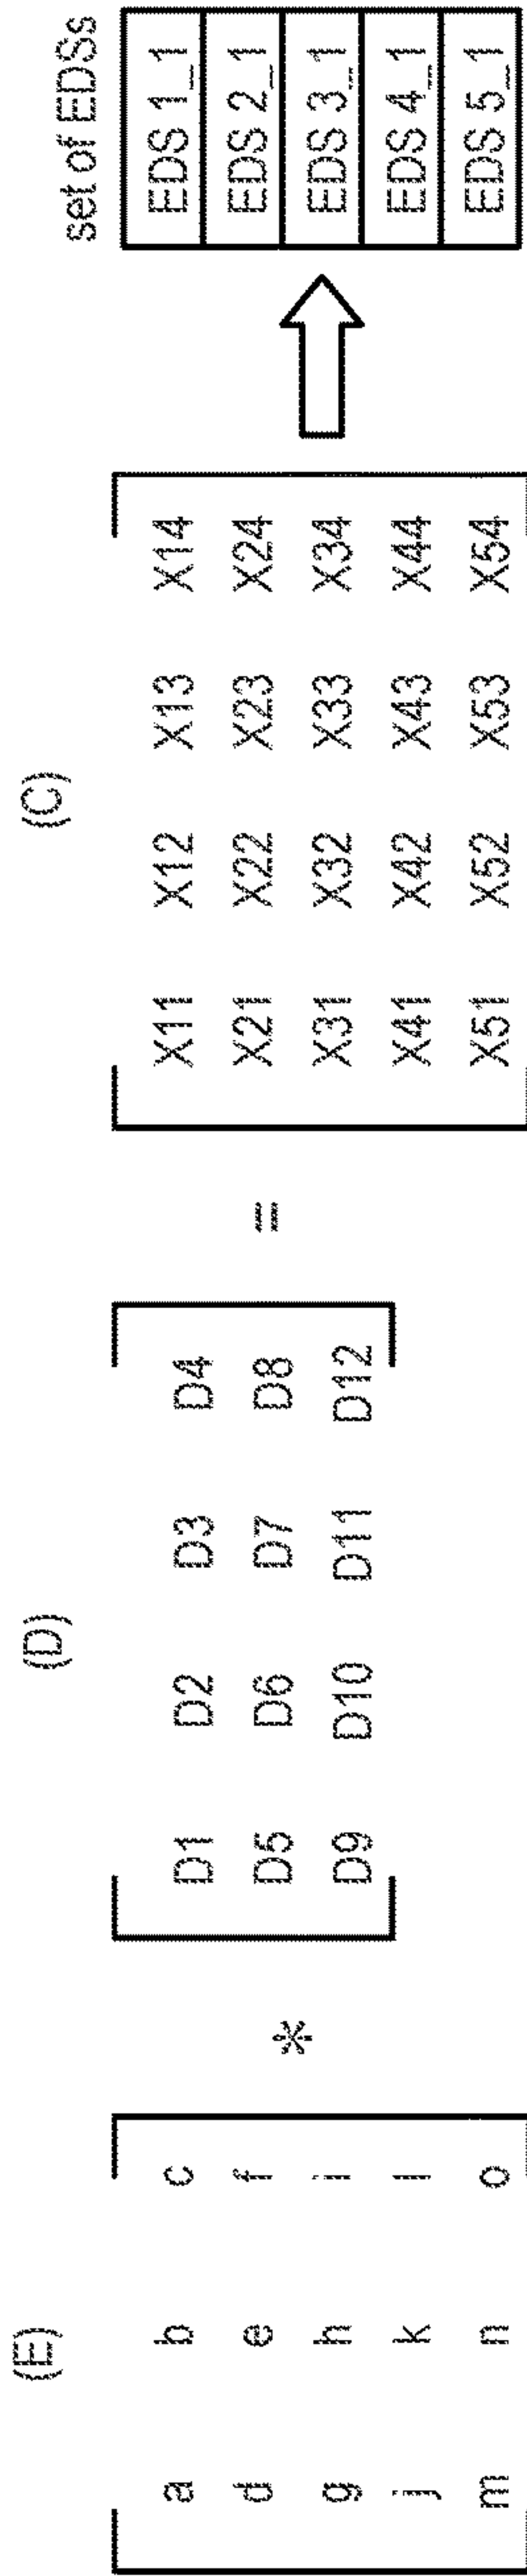 (E) (D) (C) set of EDSs
a b c D1 D2 D3 D4 X11 X12 X13 X14 EDS 1_1
d e f * D5 D6 D7 D8 = X21 X22 X23 X24 EDS 2_1
g h i D9 D10 D11 D12 X31 X32 X33 X34 EDS 3_1
j k l X41 X42 X43 X44 EDS 4_1
m n o X51 X52 X53 X54 EDS 5_1